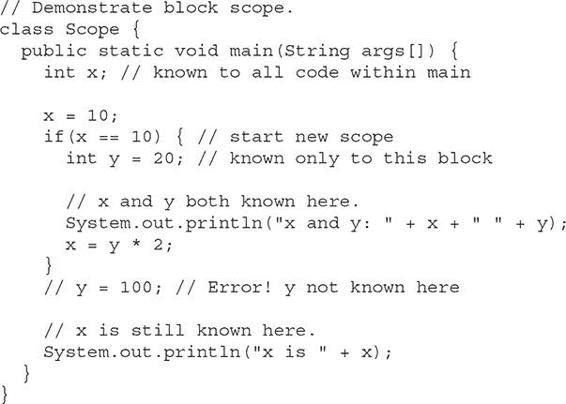 // Demonstrate block scope.
class Scope {
  public static void main(String args[]) {
    int x; // known to all code within main

    x = 10;
    if(x == 10) { // start new scope
      int y = 20; // known only to this block

      // x and y both known here.
      System.out.println("x and y: " + x + " " + y);
      x = y * 2;
    }
    // y = 100; // Error! y not known here

    // x is still known here.
    System.out.println("x is " + x);
  }
}